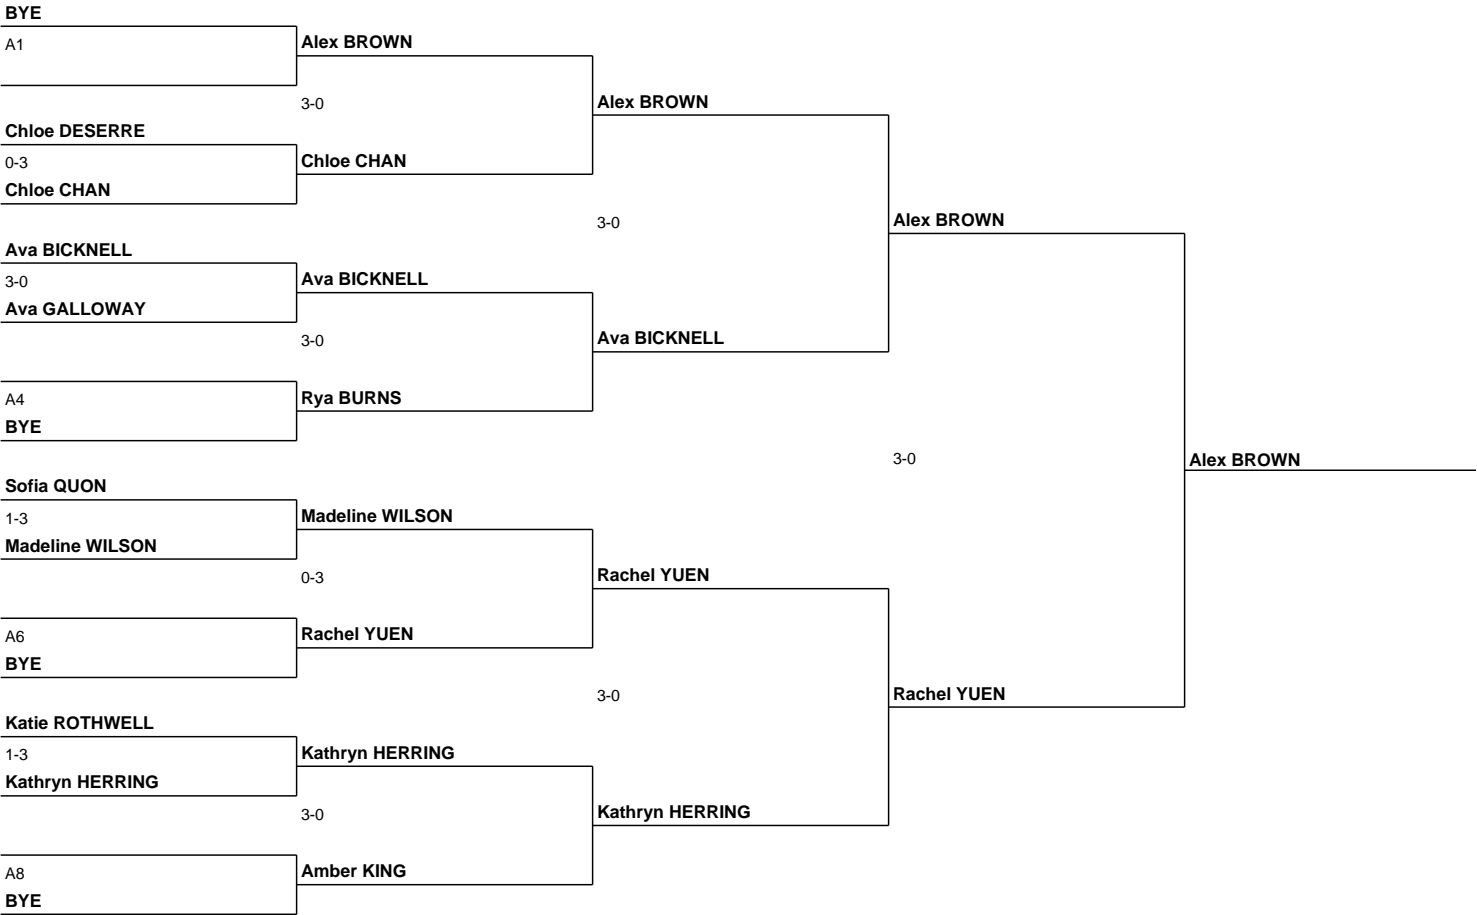 BYE
A1
Chloe DESERRE
0-3
Chloe CHAN
Ava BICKNELL
3-0
Ava GALLOWAY
A4
BYE
Sofia QUON
1-3
Madeline WILSON
A6
BYE
Katie ROTHWELL
1-3
Kathryn HERRING
A8
BYE
Alex BROWN
3-0
Chloe CHAN
Ava BICKNELL
3-0
Rya BURNS
Madeline WILSON
0-3
Rachel YUEN
Kathryn HERRING
3-0
Amber KING
Alex BROWN
3-0
Ava BICKNELL
Rachel YUEN
3-0
Kathryn HERRING
Alex BROWN
3-0
Rachel YUEN
Alex BROWN